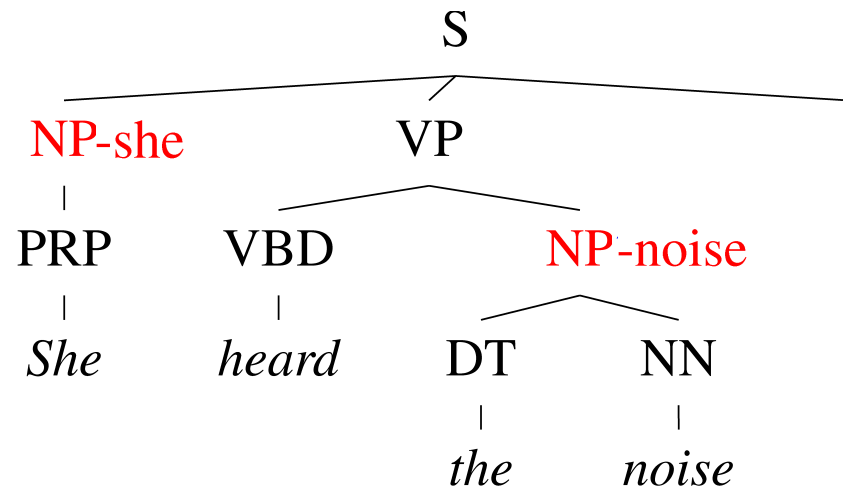 S
NP-she VP
PRP VBD NP-noise
She heard DT NN
the noise